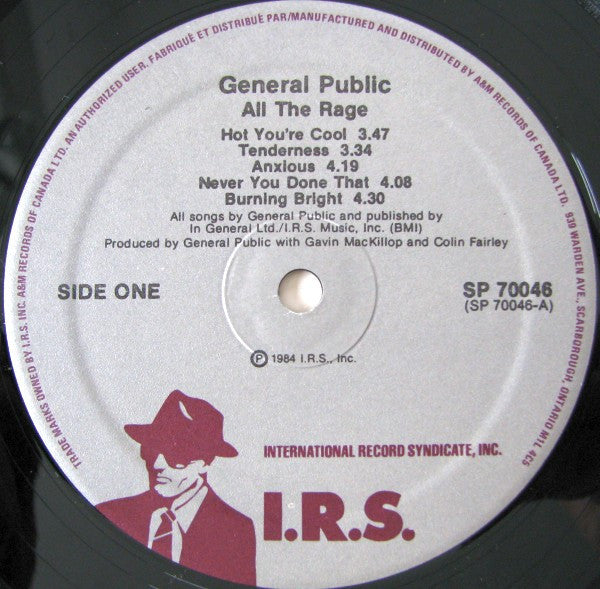 General Public
All The Rage
Hot You're Cool 3.47
Tenderness 3.34
Anxious 4.19
Never You Done That 4.08
Burning Bright 4.30
All songs by General Public and published by
In General Ltd./I.R.S. Music, Inc. (BMI)
Produced by General Public with Gavin MacKillop and Colin Fairley
SIDE ONE
SP 70046
(SP 70046-A)
℗ 1984 I.R.S., Inc.
INTERNATIONAL RECORD SYNDICATE, INC.
I.R.S.
TRADE MARKS OWNED BY I.R.S. INC. A&M RECORDS OF CANADA LTD. AN AUTHORIZED USER. FABRIQUÉ ET DISTRIBUÉ PAR/MANUFACTURED AND DISTRIBUTED BY A&M RECORDS OF CANADA LTD. 939 WARDEN AVE., SCARBOROUGH, ONTARIO M1L 4C5